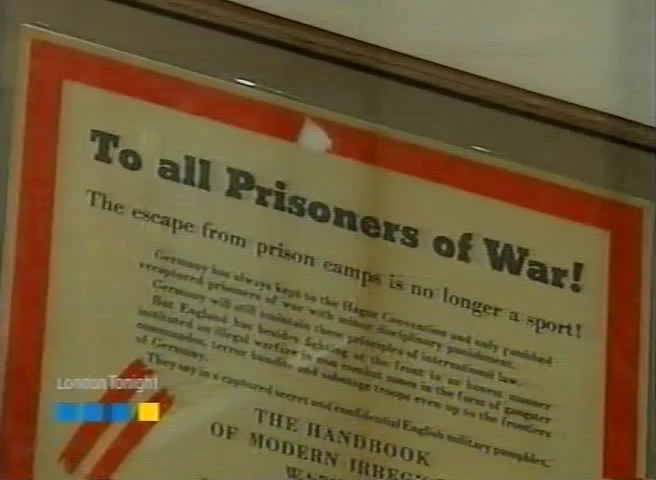 To all Prisoners of War!
The escape from prison camps is no longer a sport!
Germany has always kept to the Hague Convention and only punished
recaptured prisoners of war with minor disciplinary punishment.
Germany will still maintain these principles of international law.
But England has besides fighting at the front in an honest manner
instituted an illegal warfare in non combat zones in the form of gangster
commandos, terror bandits and sabotage troops even up to the frontiers
of Germany.
They say in a captured secret and confidential English military pamphlet,
THE HANDBOOK
OF MODERN
London Tonight